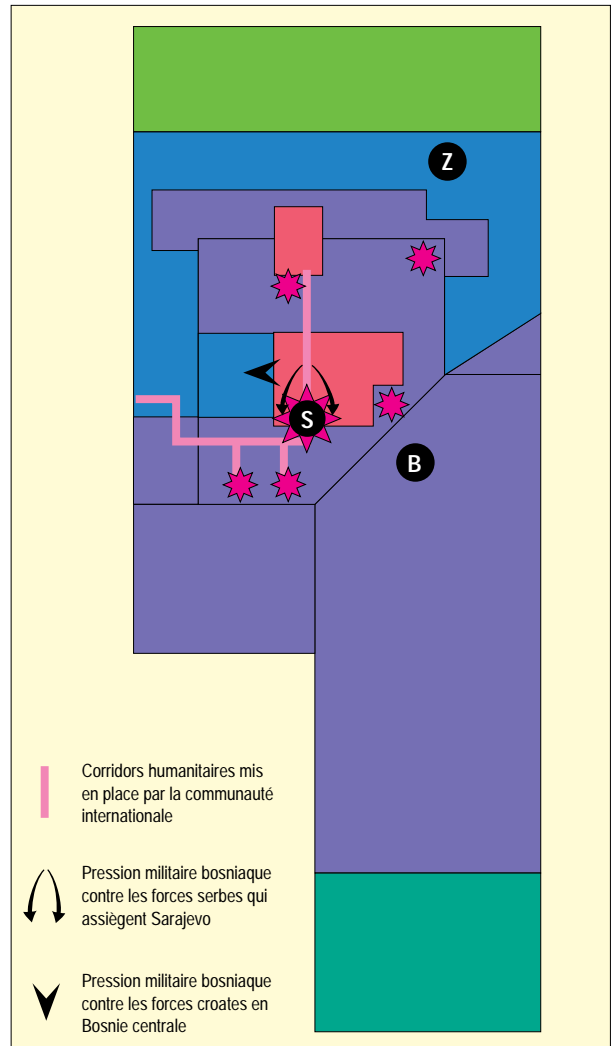 Z
S
B
Corridors humanitaires mis
en place par la communauté
internationale
Pression militaire bosniaque
contre les forces serbes qui
assiègent Sarajevo
Pression militaire bosniaque
contre les forces croates en
Bosnie centrale